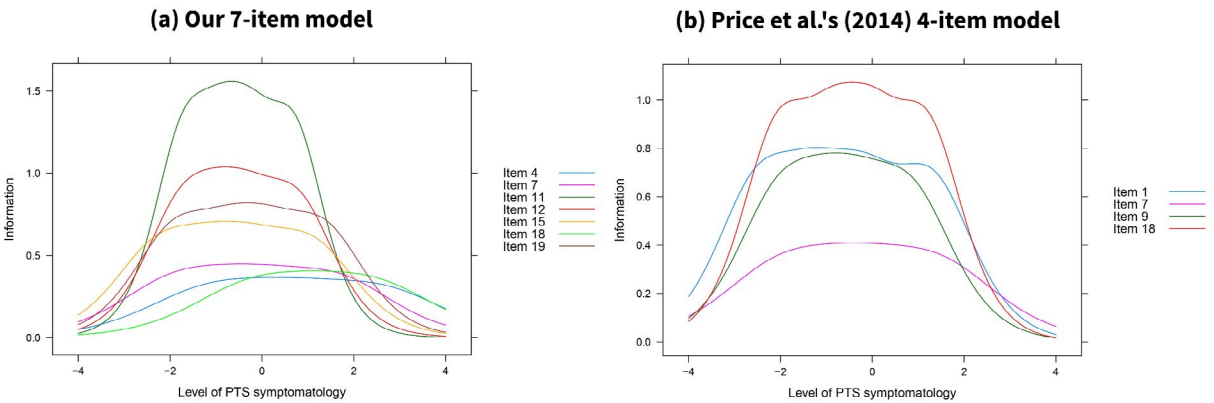 (a) Our 7-item model
1.5
1.0
0.5
0.0
Information
−4 −2 0 2 4
Level of PTS symptomatology
Item 4
Item 7
Item 11
Item 12
Item 15
Item 18
Item 19
(b) Price et al.'s (2014) 4-item model
1.0
0.8
0.6
0.4
0.2
0.0
Information
−4 −2 0 2 4
Level of PTS symptomatology
Item 1
Item 7
Item 9
Item 18